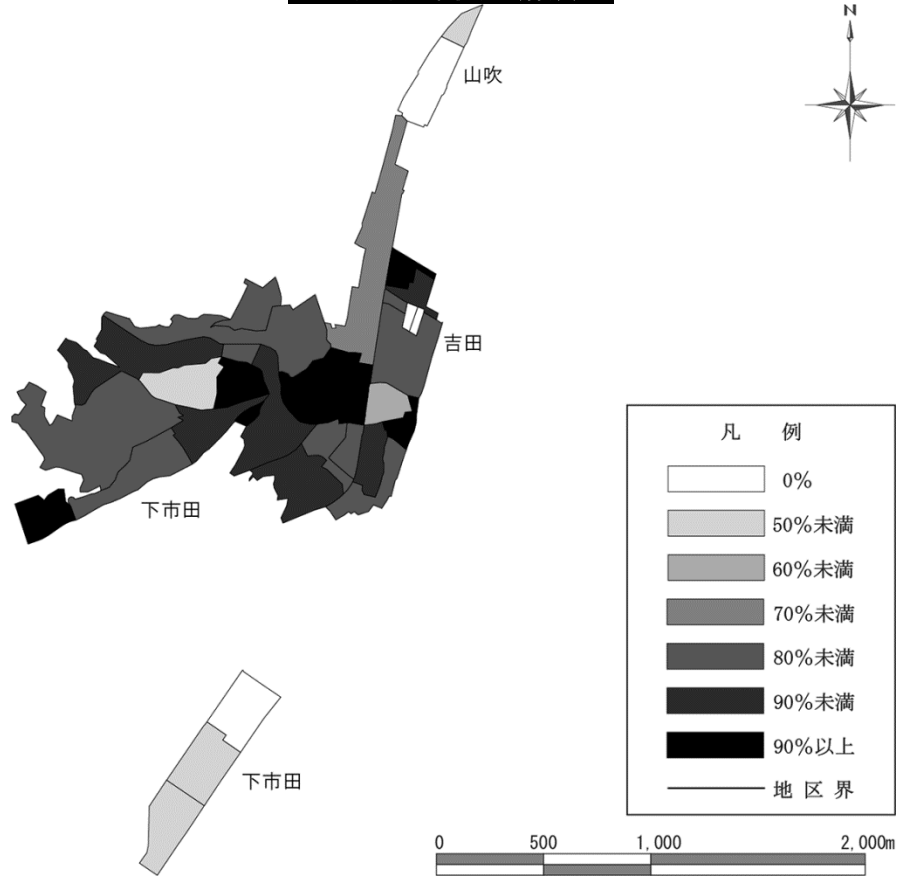 N
山吹
吉田
下市田
下市田
凡 例
0%
50%未満
60%未満
70%未満
80%未満
90%未満
90%以上
地 区 界
0 500 1,000 2,000m